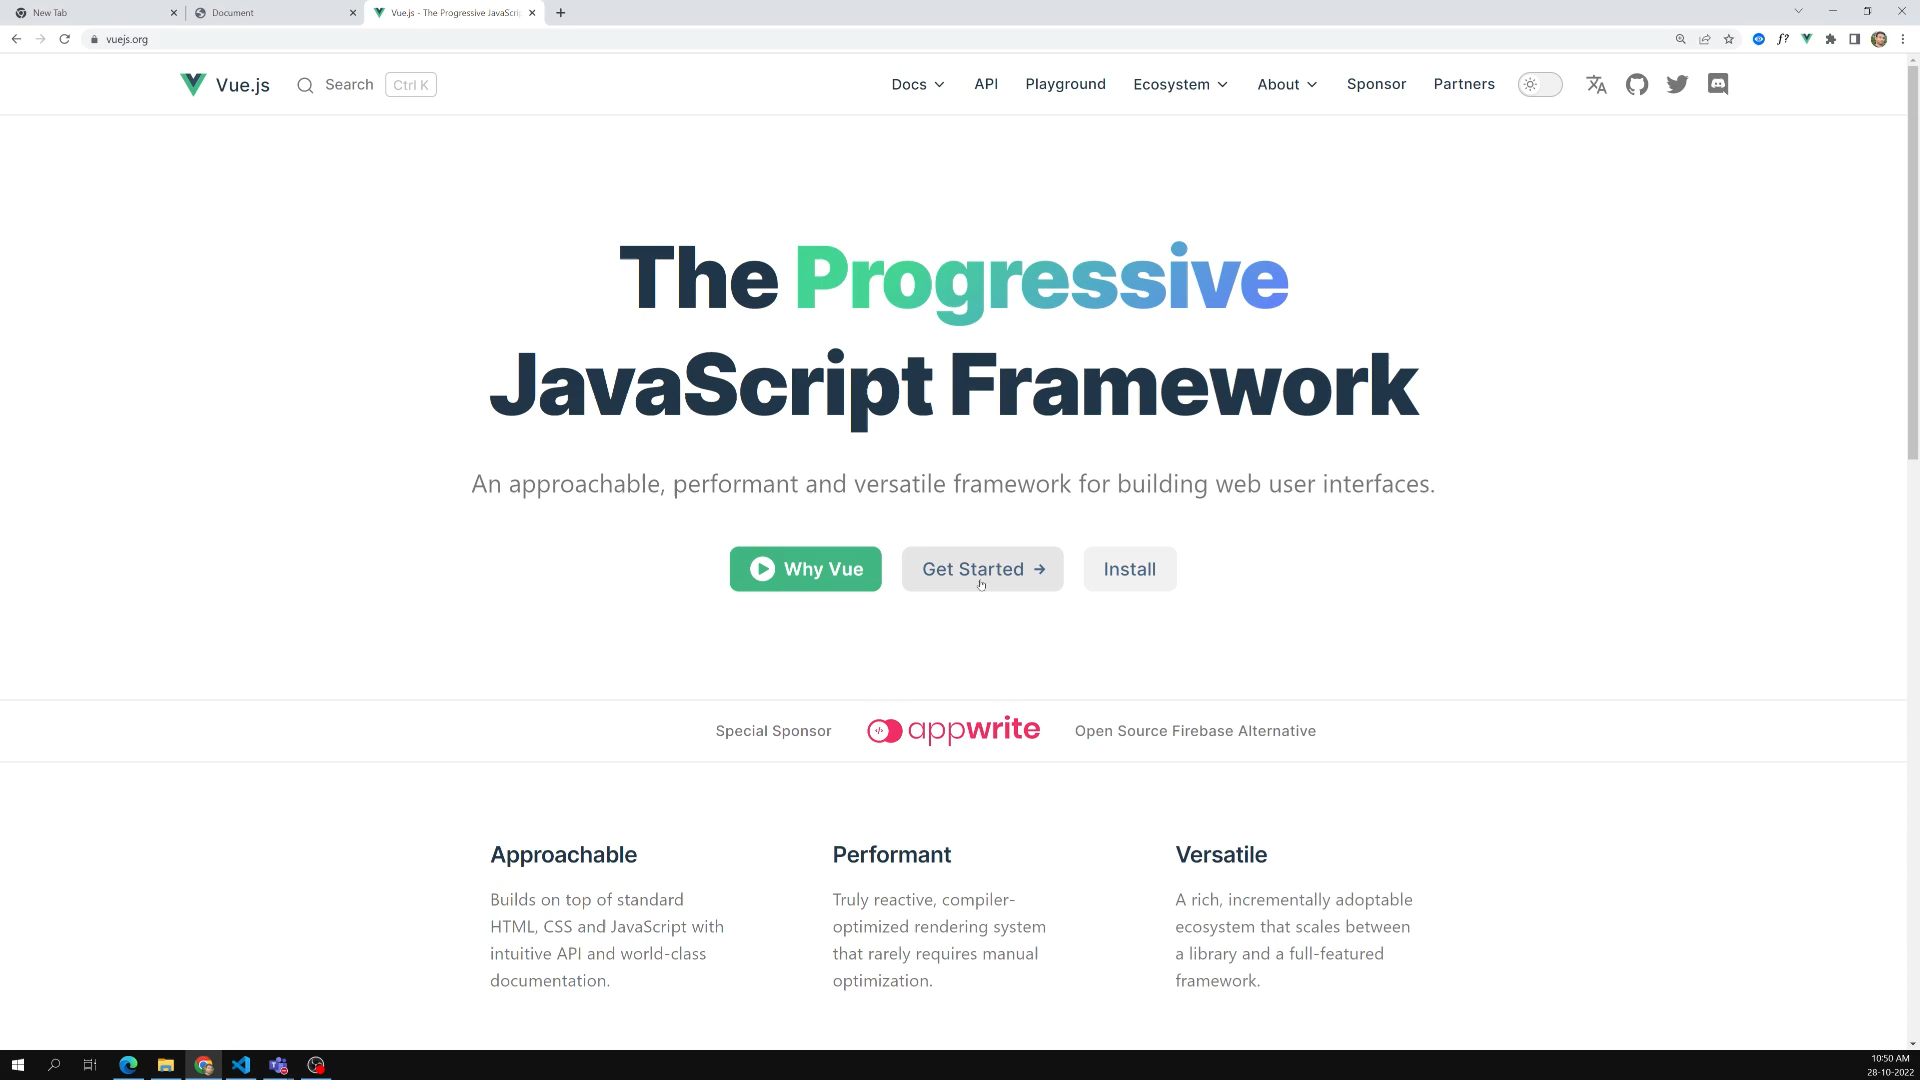 New Tab
Document
Vue.js - The Progressive JavaScrip
vuejs.org
Vue.js
Search
Ctrl K
Docs
API
Playground
Ecosystem
About
Sponsor
Partners
The Progressive
JavaScript Framework
An approachable, performant and versatile framework for building web user interfaces.
Why Vue
Get Started →
Install
Special Sponsor
appwrite
Open Source Firebase Alternative
Approachable
Builds on top of standard
HTML, CSS and JavaScript with
intuitive API and world-class
documentation.
Performant
Truly reactive, compiler-
optimized rendering system
that rarely requires manual
optimization.
Versatile
A rich, incrementally adoptable
ecosystem that scales between
a library and a full-featured
framework.
10:50 AM
28-10-2022